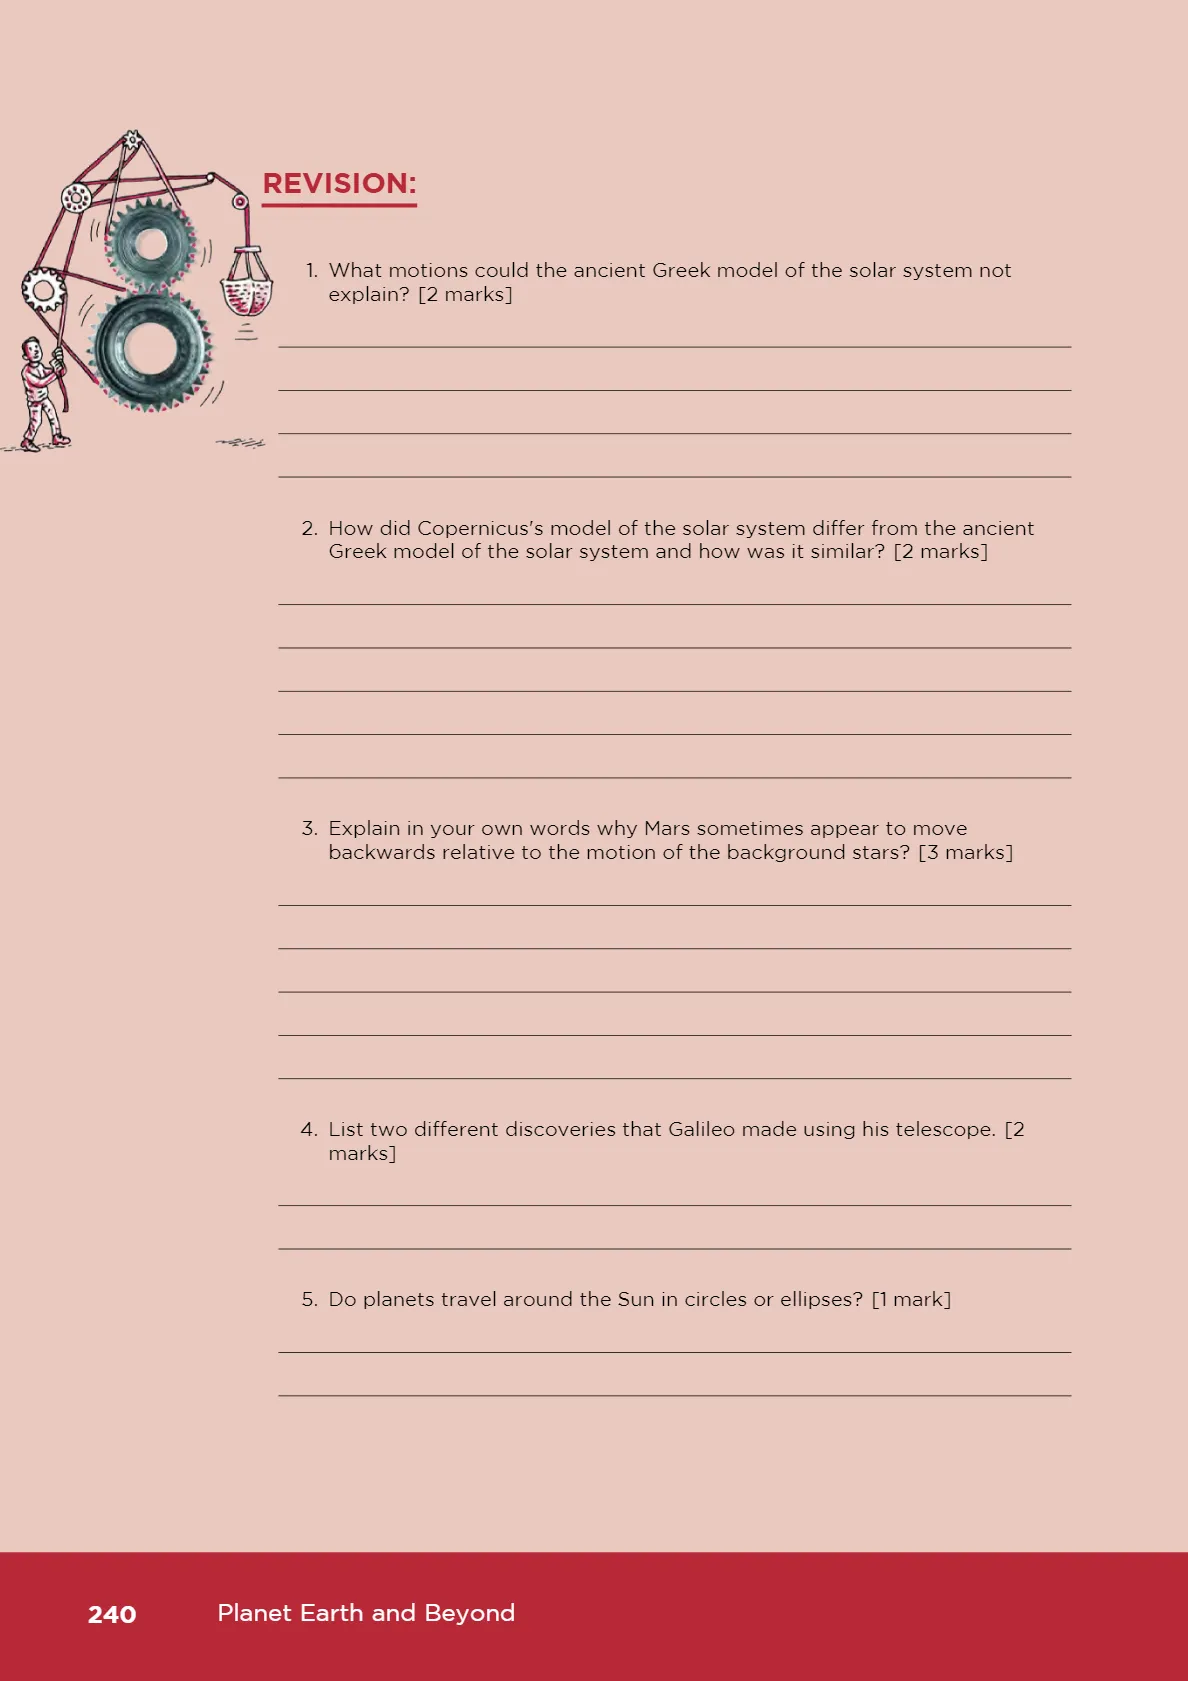 REVISION:
1. What motions could the ancient Greek model of the solar system not
explain? [2 marks]
2. How did Copernicus's model of the solar system differ from the ancient
Greek model of the solar system and how was it similar? [2 marks]
3. Explain in your own words why Mars sometimes appear to move
backwards relative to the motion of the background stars? [3 marks]
4. List two different discoveries that Galileo made using his telescope. [2
marks]
5. Do planets travel around the Sun in circles or ellipses? [1 mark]
240 Planet Earth and Beyond